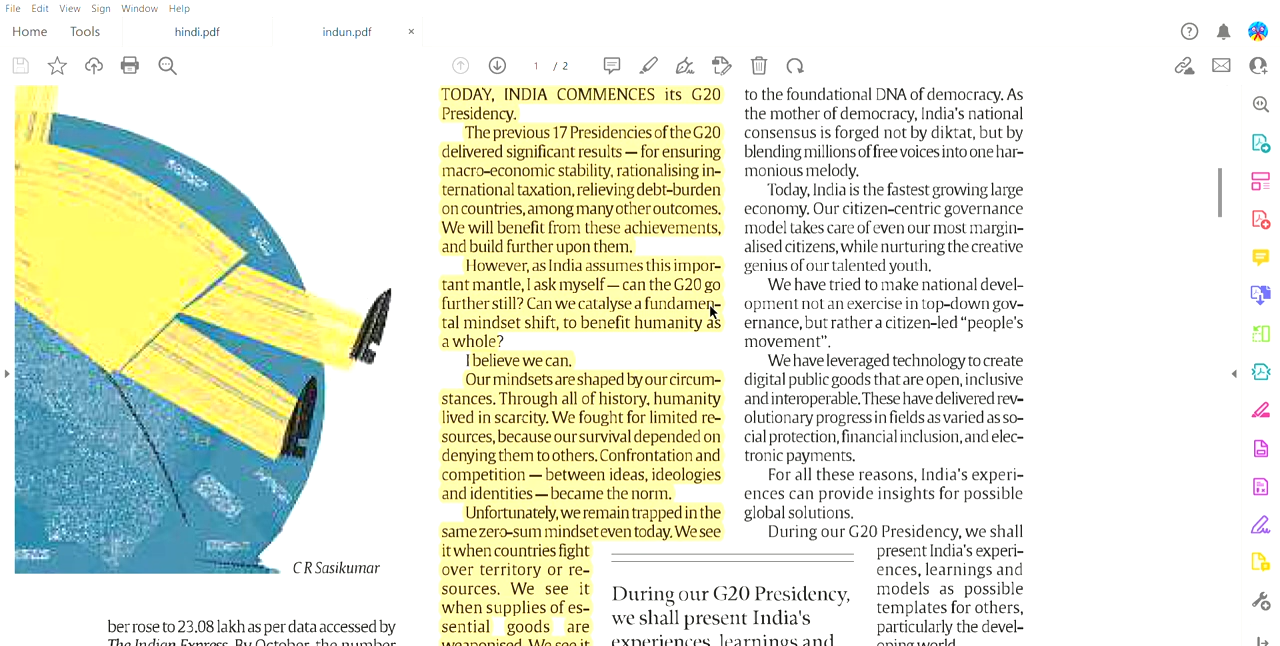 File Edit View Sign Window Help
Home Tools hindi.pdf indun.pdf ×
1 / 2
C R Sasikumar
ber rose to 23.08 lakh as per data accessed by
The Indian Express. By October, the number
TODAY, INDIA COMMENCES its G20
Presidency.
The previous 17 Presidencies of the G20
delivered significant results — for ensuring
macro-economic stability, rationalising in-
ternational taxation, relieving debt-burden
on countries, among many other outcomes.
We will benefit from these achievements,
and build further upon them.
However, as India assumes this impor-
tant mantle, I ask myself — can the G20 go
further still? Can we catalyse a fundamen-
tal mindset shift, to benefit humanity as
a whole?
I believe we can.
Our mindsets are shaped by our circum-
stances. Through all of history, humanity
lived in scarcity. We fought for limited re-
sources, because our survival depended on
denying them to others. Confrontation and
competition — between ideas, ideologies
and identities — became the norm.
Unfortunately, we remain trapped in the
same zero-sum mindset even today. We see
it when countries fight
over territory or re-
sources. We see it
when supplies of es-
sential goods are
weaponised. We see it
During our G20 Presidency,
we shall present India's
experiences, learnings and
to the foundational DNA of democracy. As
the mother of democracy, India's national
consensus is forged not by diktat, but by
blending millions of free voices into one har-
monious melody.
Today, India is the fastest growing large
economy. Our citizen-centric governance
model takes care of even our most margin-
alised citizens, while nurturing the creative
genius of our talented youth.
We have tried to make national devel-
opment not an exercise in top-down gov-
ernance, but rather a citizen-led “people's
movement”.
We have leveraged technology to create
digital public goods that are open, inclusive
and interoperable. These have delivered rev-
olutionary progress in fields as varied as so-
cial protection, financial inclusion, and elec-
tronic payments.
For all these reasons, India's experi-
ences can provide insights for possible
global solutions.
During our G20 Presidency, we shall
present India's experi-
ences, learnings and
models as possible
templates for others,
particularly the devel-
oping world.